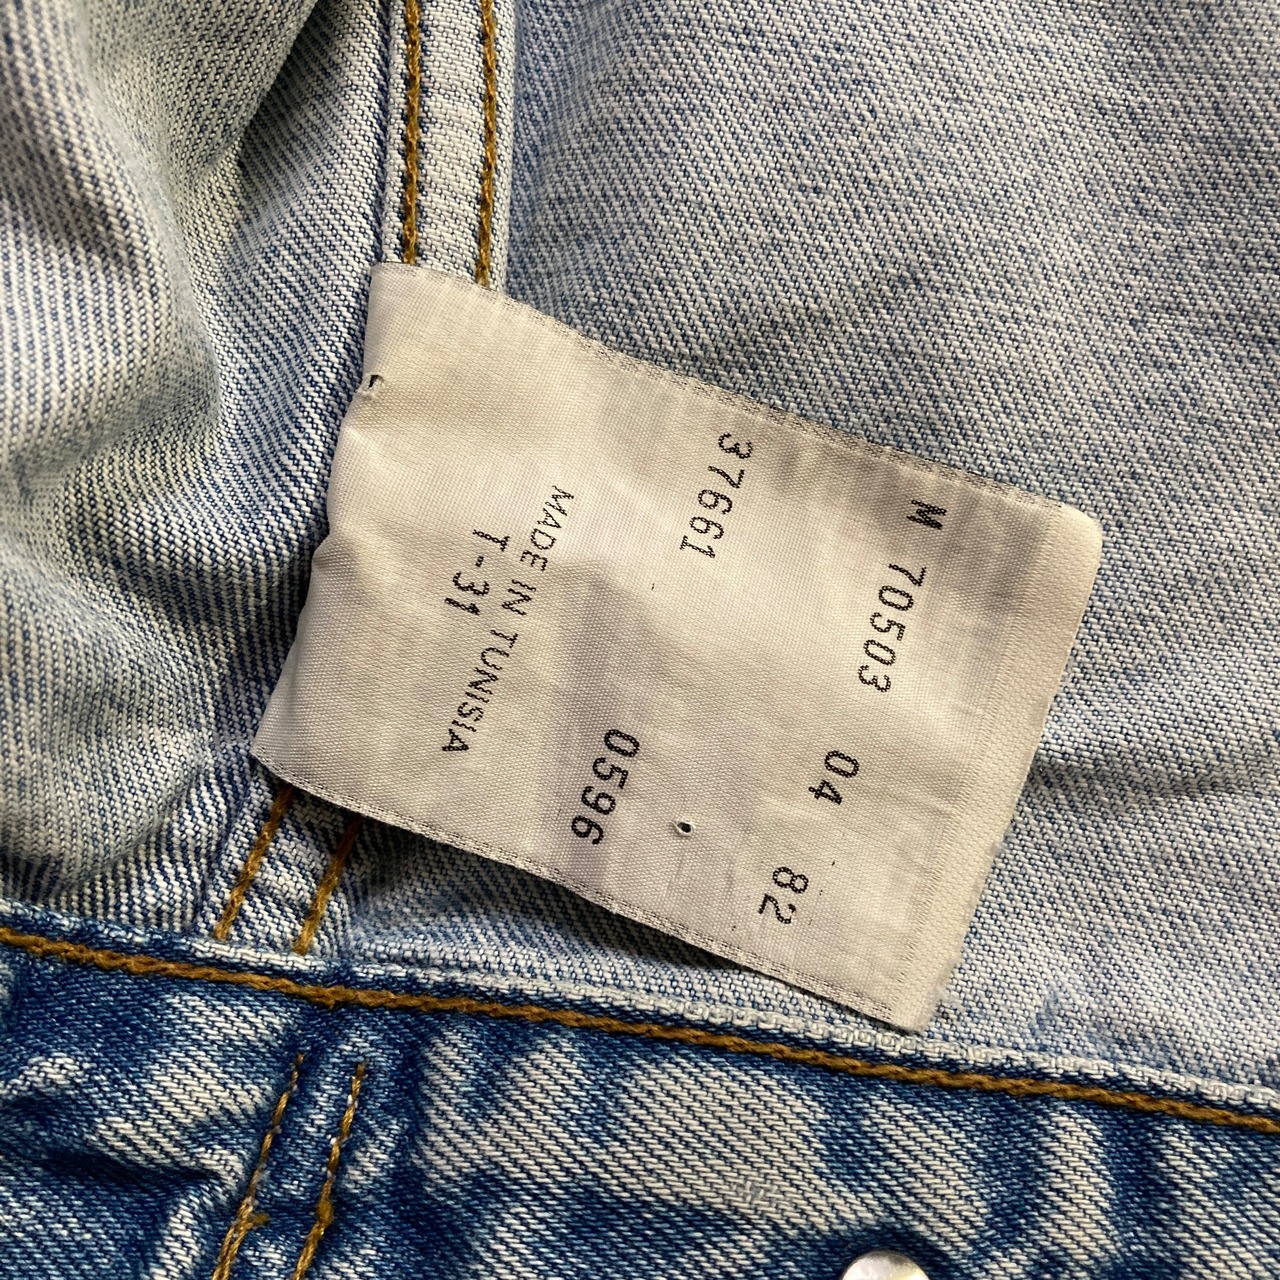 M 70503 04 82
37661 0596
MADE IN TUNISIA
T-31